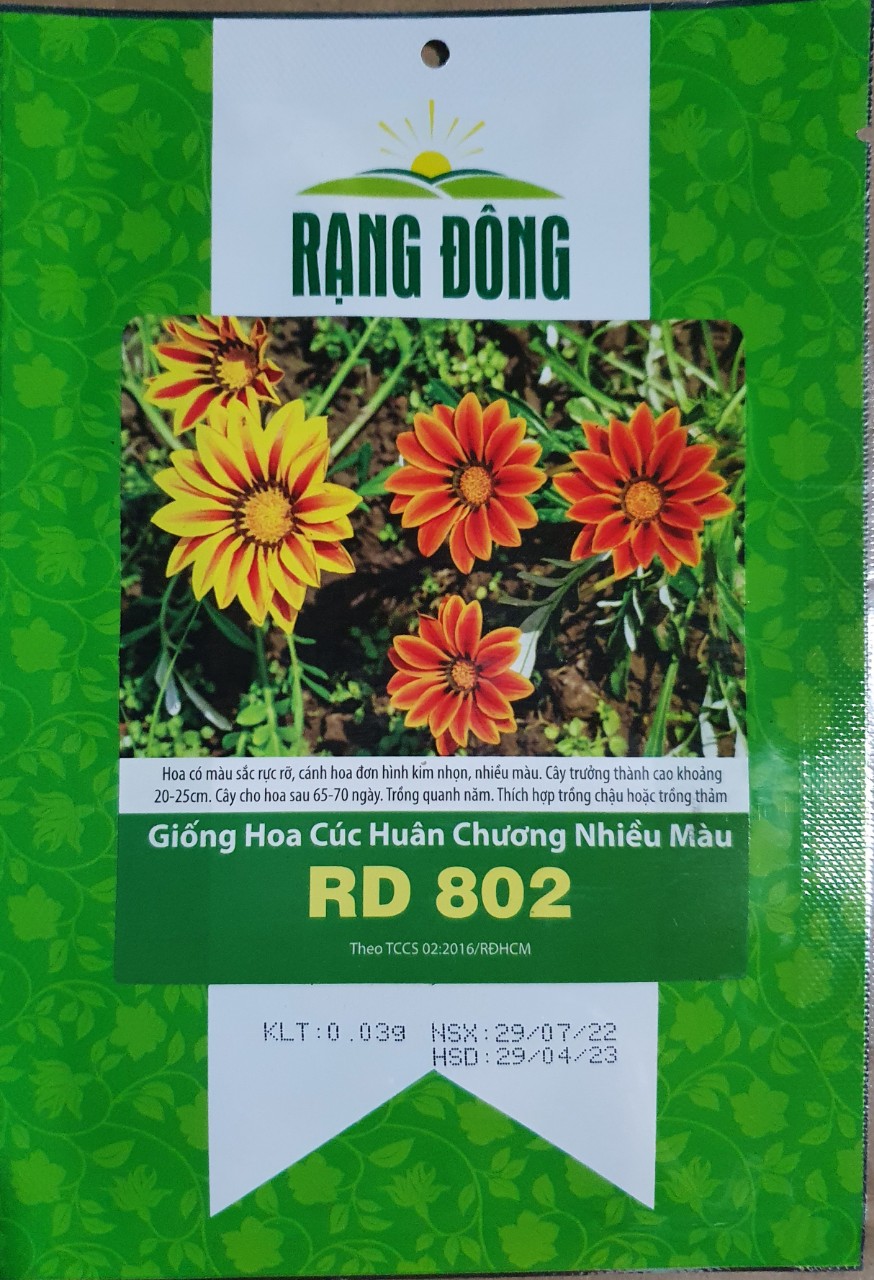 RẠNG ĐÔNG
Hoa có màu sắc rực rỡ, cánh hoa đơn hình kim nhọn, nhiều màu. Cây trưởng thành cao khoảng
20-25cm. Cây cho hoa sau 65-70 ngày. Trồng quanh năm. Thích hợp trồng chậu hoặc trồng thảm
Giống Hoa Cúc Huân Chương Nhiều Màu
RD 802
Theo TCCS 02:2016/RĐHCM
KLT:0.03g NSX:29/07/22
HSD:29/04/23